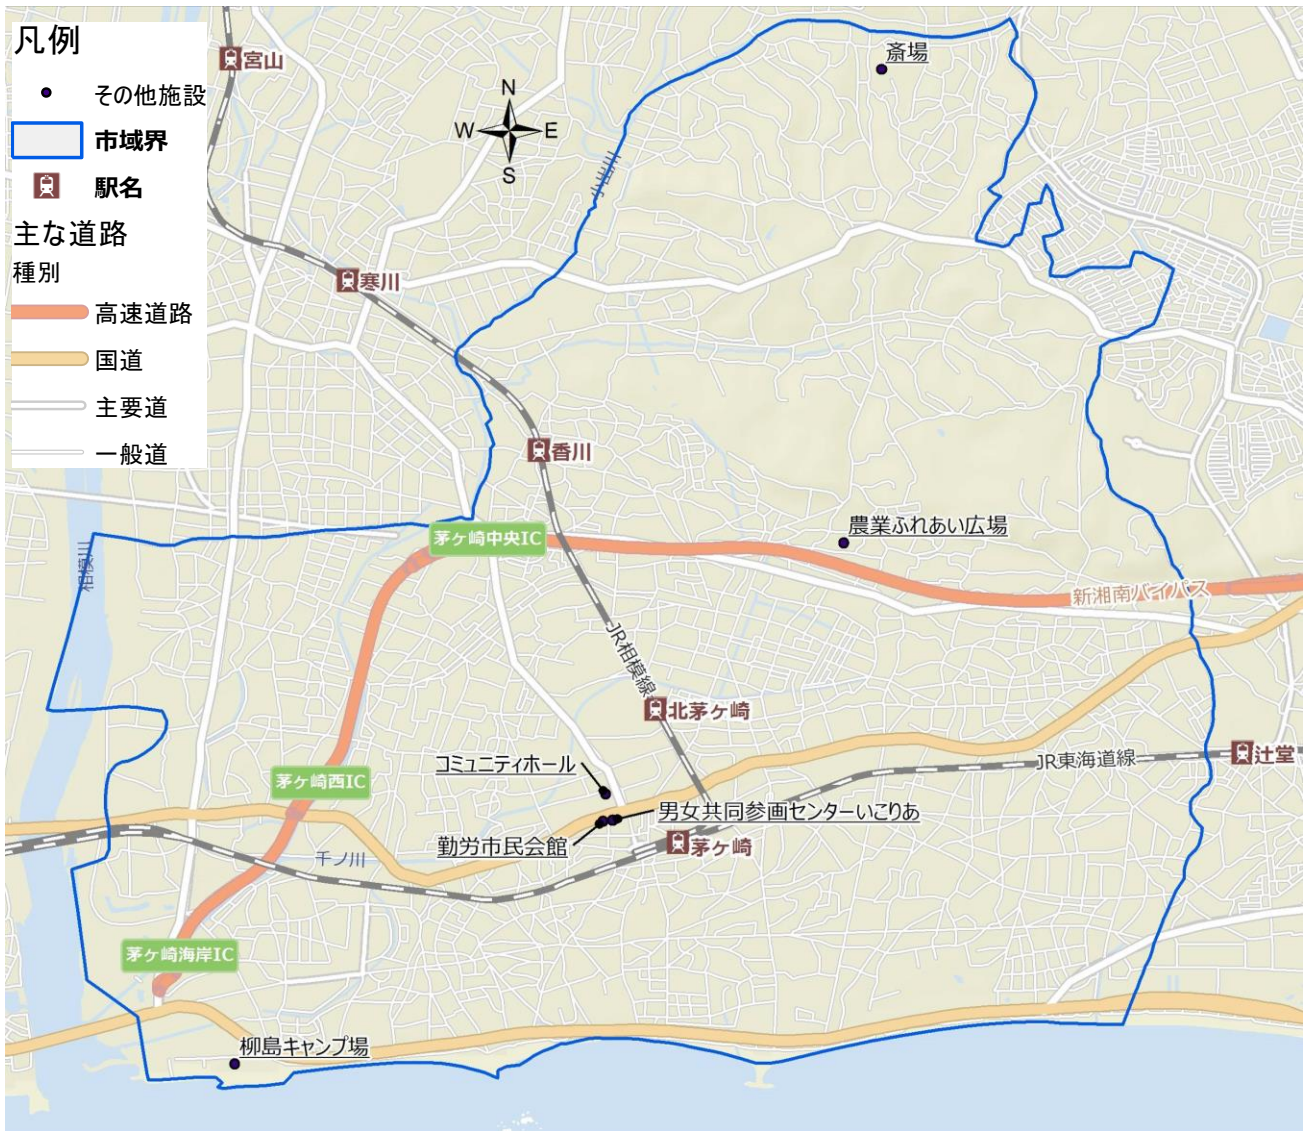 凡例
その他施設
市域界
駅名
主な道路
種別
高速道路
国道
主要道
一般道
宮山
N
W
E
S
斎場
小出川
寒川
香川
茅ヶ崎中央IC
農業ふれあい広場
相模川
新湘南バイパス
JR相模線
北茅ヶ崎
コミュニティホール
茅ヶ崎西IC
JR東海道線
辻堂
男女共同参画センターいこりあ
勤労市民会館
茅ヶ崎
千ノ川
茅ヶ崎海岸IC
柳島キャンプ場